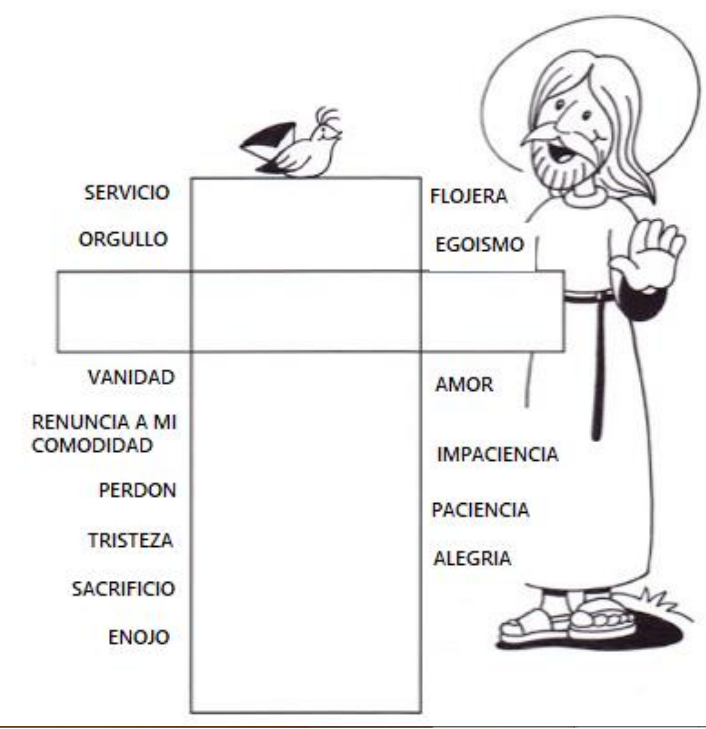 SERVICIO
FLOJERA
ORGULLO
EGOISMO
VANIDAD
AMOR
RENUNCIA A MI
COMODIDAD
IMPACIENCIA
PERDON
PACIENCIA
TRISTEZA
ALEGRIA
SACRIFICIO
ENOJO